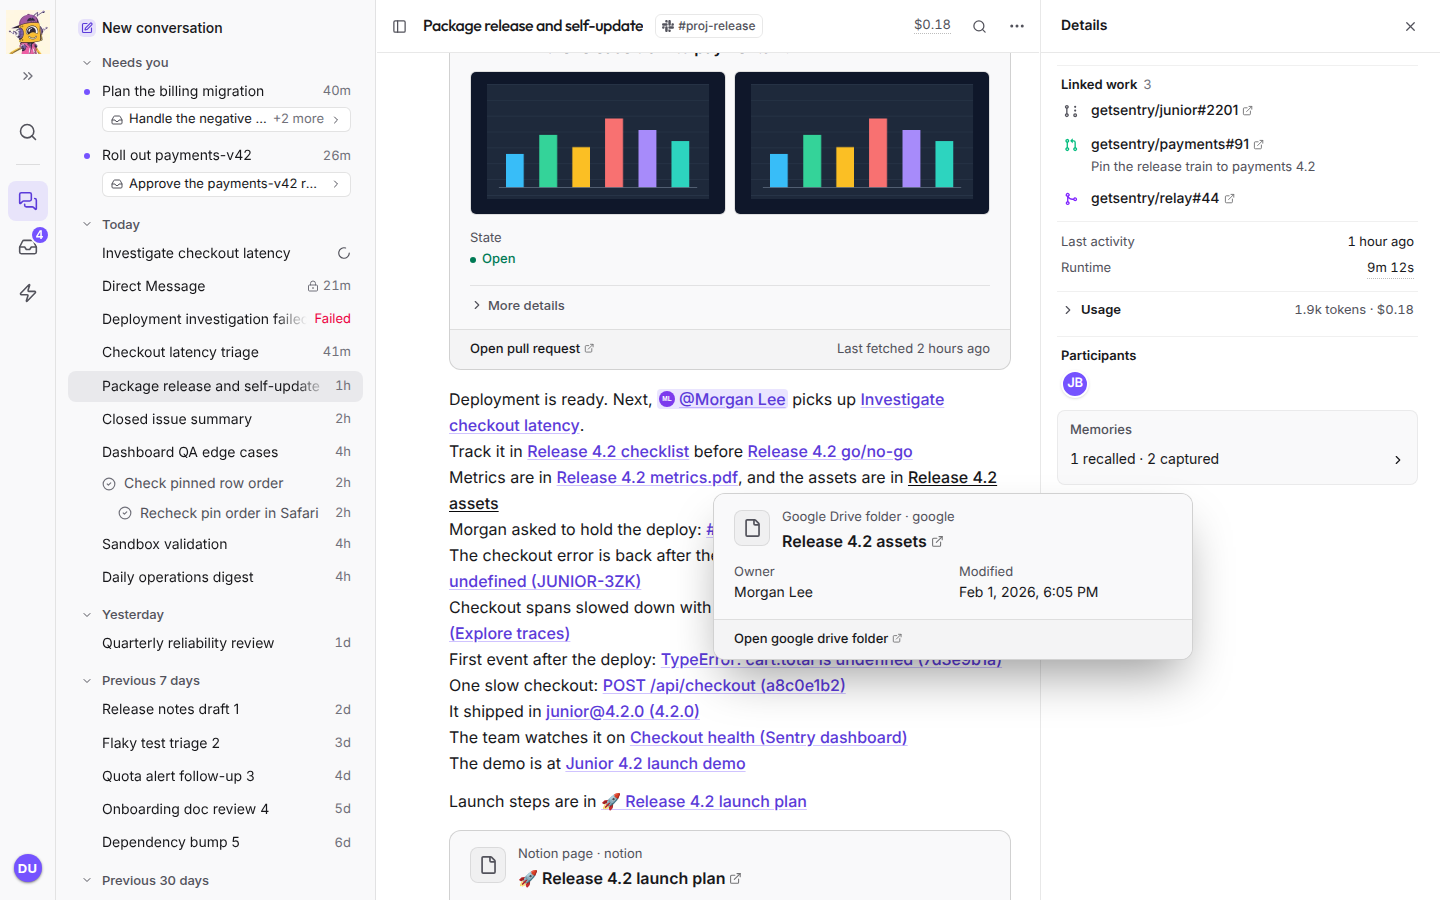 New conversation
Needs you
Plan the billing migration 40m
Handle the negative ... +2 more
Roll out payments-v42 26m
Approve the payments-v42 r...
Today
Investigate checkout latency
Direct Message 21m
Deployment investigation failed Failed
Checkout latency triage 41m
Package release and self-update 1h
Closed issue summary 2h
Dashboard QA edge cases 4h
Check pinned row order 2h
Recheck pin order in Safari 2h
Sandbox validation 4h
Daily operations digest 4h
Yesterday
Quarterly reliability review 1d
Previous 7 days
Release notes draft 1 2d
Flaky test triage 2 3d
Quota alert follow-up 3 4d
Onboarding doc review 4 5d
Dependency bump 5 6d
Previous 30 days
4
DU
Package release and self-update #proj-release $0.18
State
Open
More details
Open pull request Last fetched 2 hours ago
Deployment is ready. Next, ML @Morgan Lee picks up Investigate
checkout latency.
Track it in Release 4.2 checklist before Release 4.2 go/no-go
Metrics are in Release 4.2 metrics.pdf, and the assets are in Release 4.2
assets
Morgan asked to hold the deploy: #
The checkout error is back after the
undefined (JUNIOR-3ZK)
Checkout spans slowed down with
(Explore traces)
First event after the deploy: TypeError: cart.total is undefined (7d3e9b1a)
One slow checkout: POST /api/checkout (a8c0e1b2)
It shipped in junior@4.2.0 (4.2.0)
The team watches it on Checkout health (Sentry dashboard)
The demo is at Junior 4.2 launch demo
Launch steps are in 🚀 Release 4.2 launch plan
Notion page · notion
🚀 Release 4.2 launch plan
Google Drive folder · google
Release 4.2 assets
Owner Modified
Morgan Lee Feb 1, 2026, 6:05 PM
Open google drive folder
Details
Linked work 3
getsentry/junior#2201
getsentry/payments#91
Pin the release train to payments 4.2
getsentry/relay#44
Last activity 1 hour ago
Runtime 9m 12s
Usage 1.9k tokens · $0.18
Participants
JB
Memories
1 recalled · 2 captured